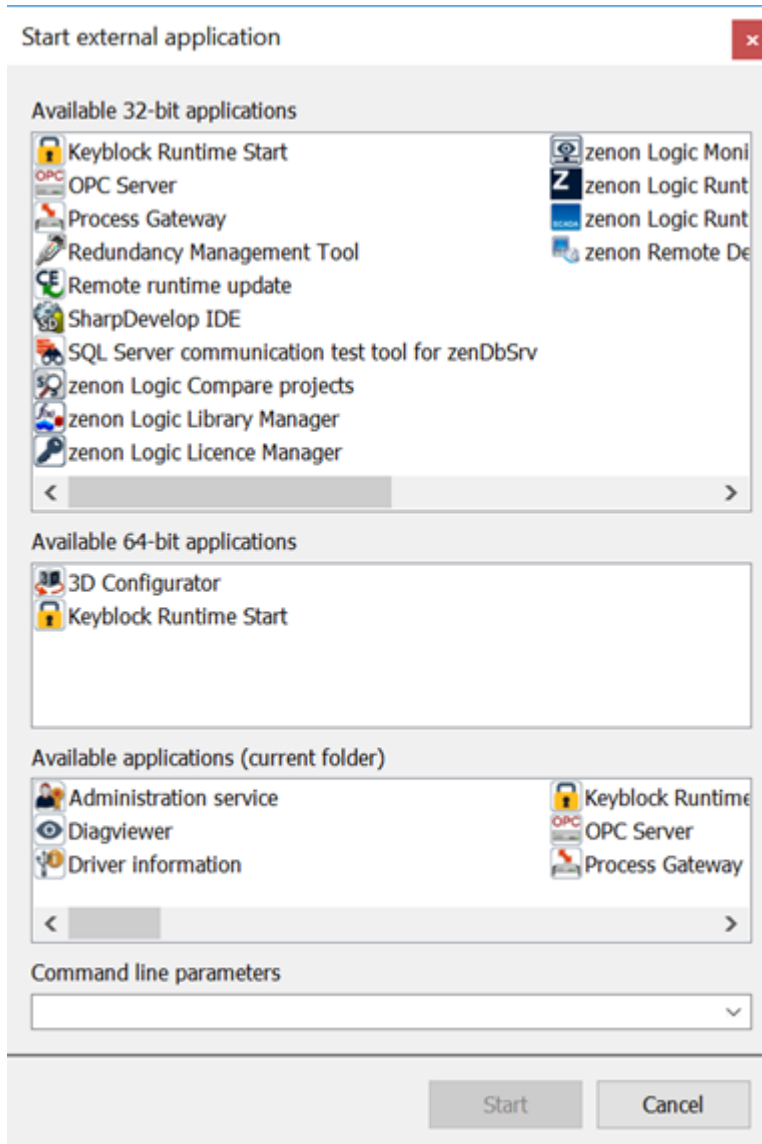 Start external application
Available 32-bit applications
Keyblock Runtime Start
OPC Server
Process Gateway
Redundancy Management Tool
Remote runtime update
SharpDevelop IDE
SQL Server communication test tool for zenDbSrv
zenon Logic Compare projects
zenon Logic Library Manager
zenon Logic Licence Manager
zenon Logic Moni
zenon Logic Runt
zenon Logic Runt
zenon Remote De
Available 64-bit applications
3D Configurator
Keyblock Runtime Start
Available applications (current folder)
Administration service
Diagviewer
Driver information
Keyblock Runtime
OPC Server
Process Gateway
Command line parameters
Start
Cancel